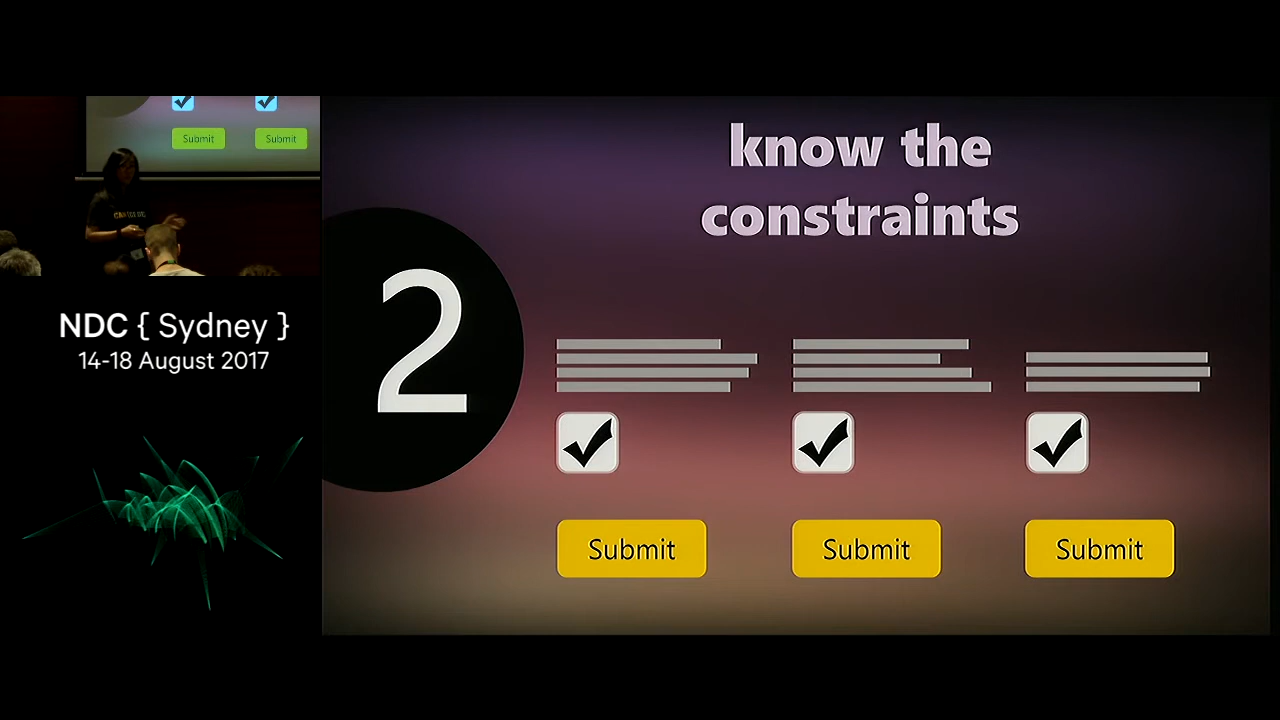 Submit Submit
NDC { Sydney }
14-18 August 2017
know the
constraints
2
Submit Submit Submit